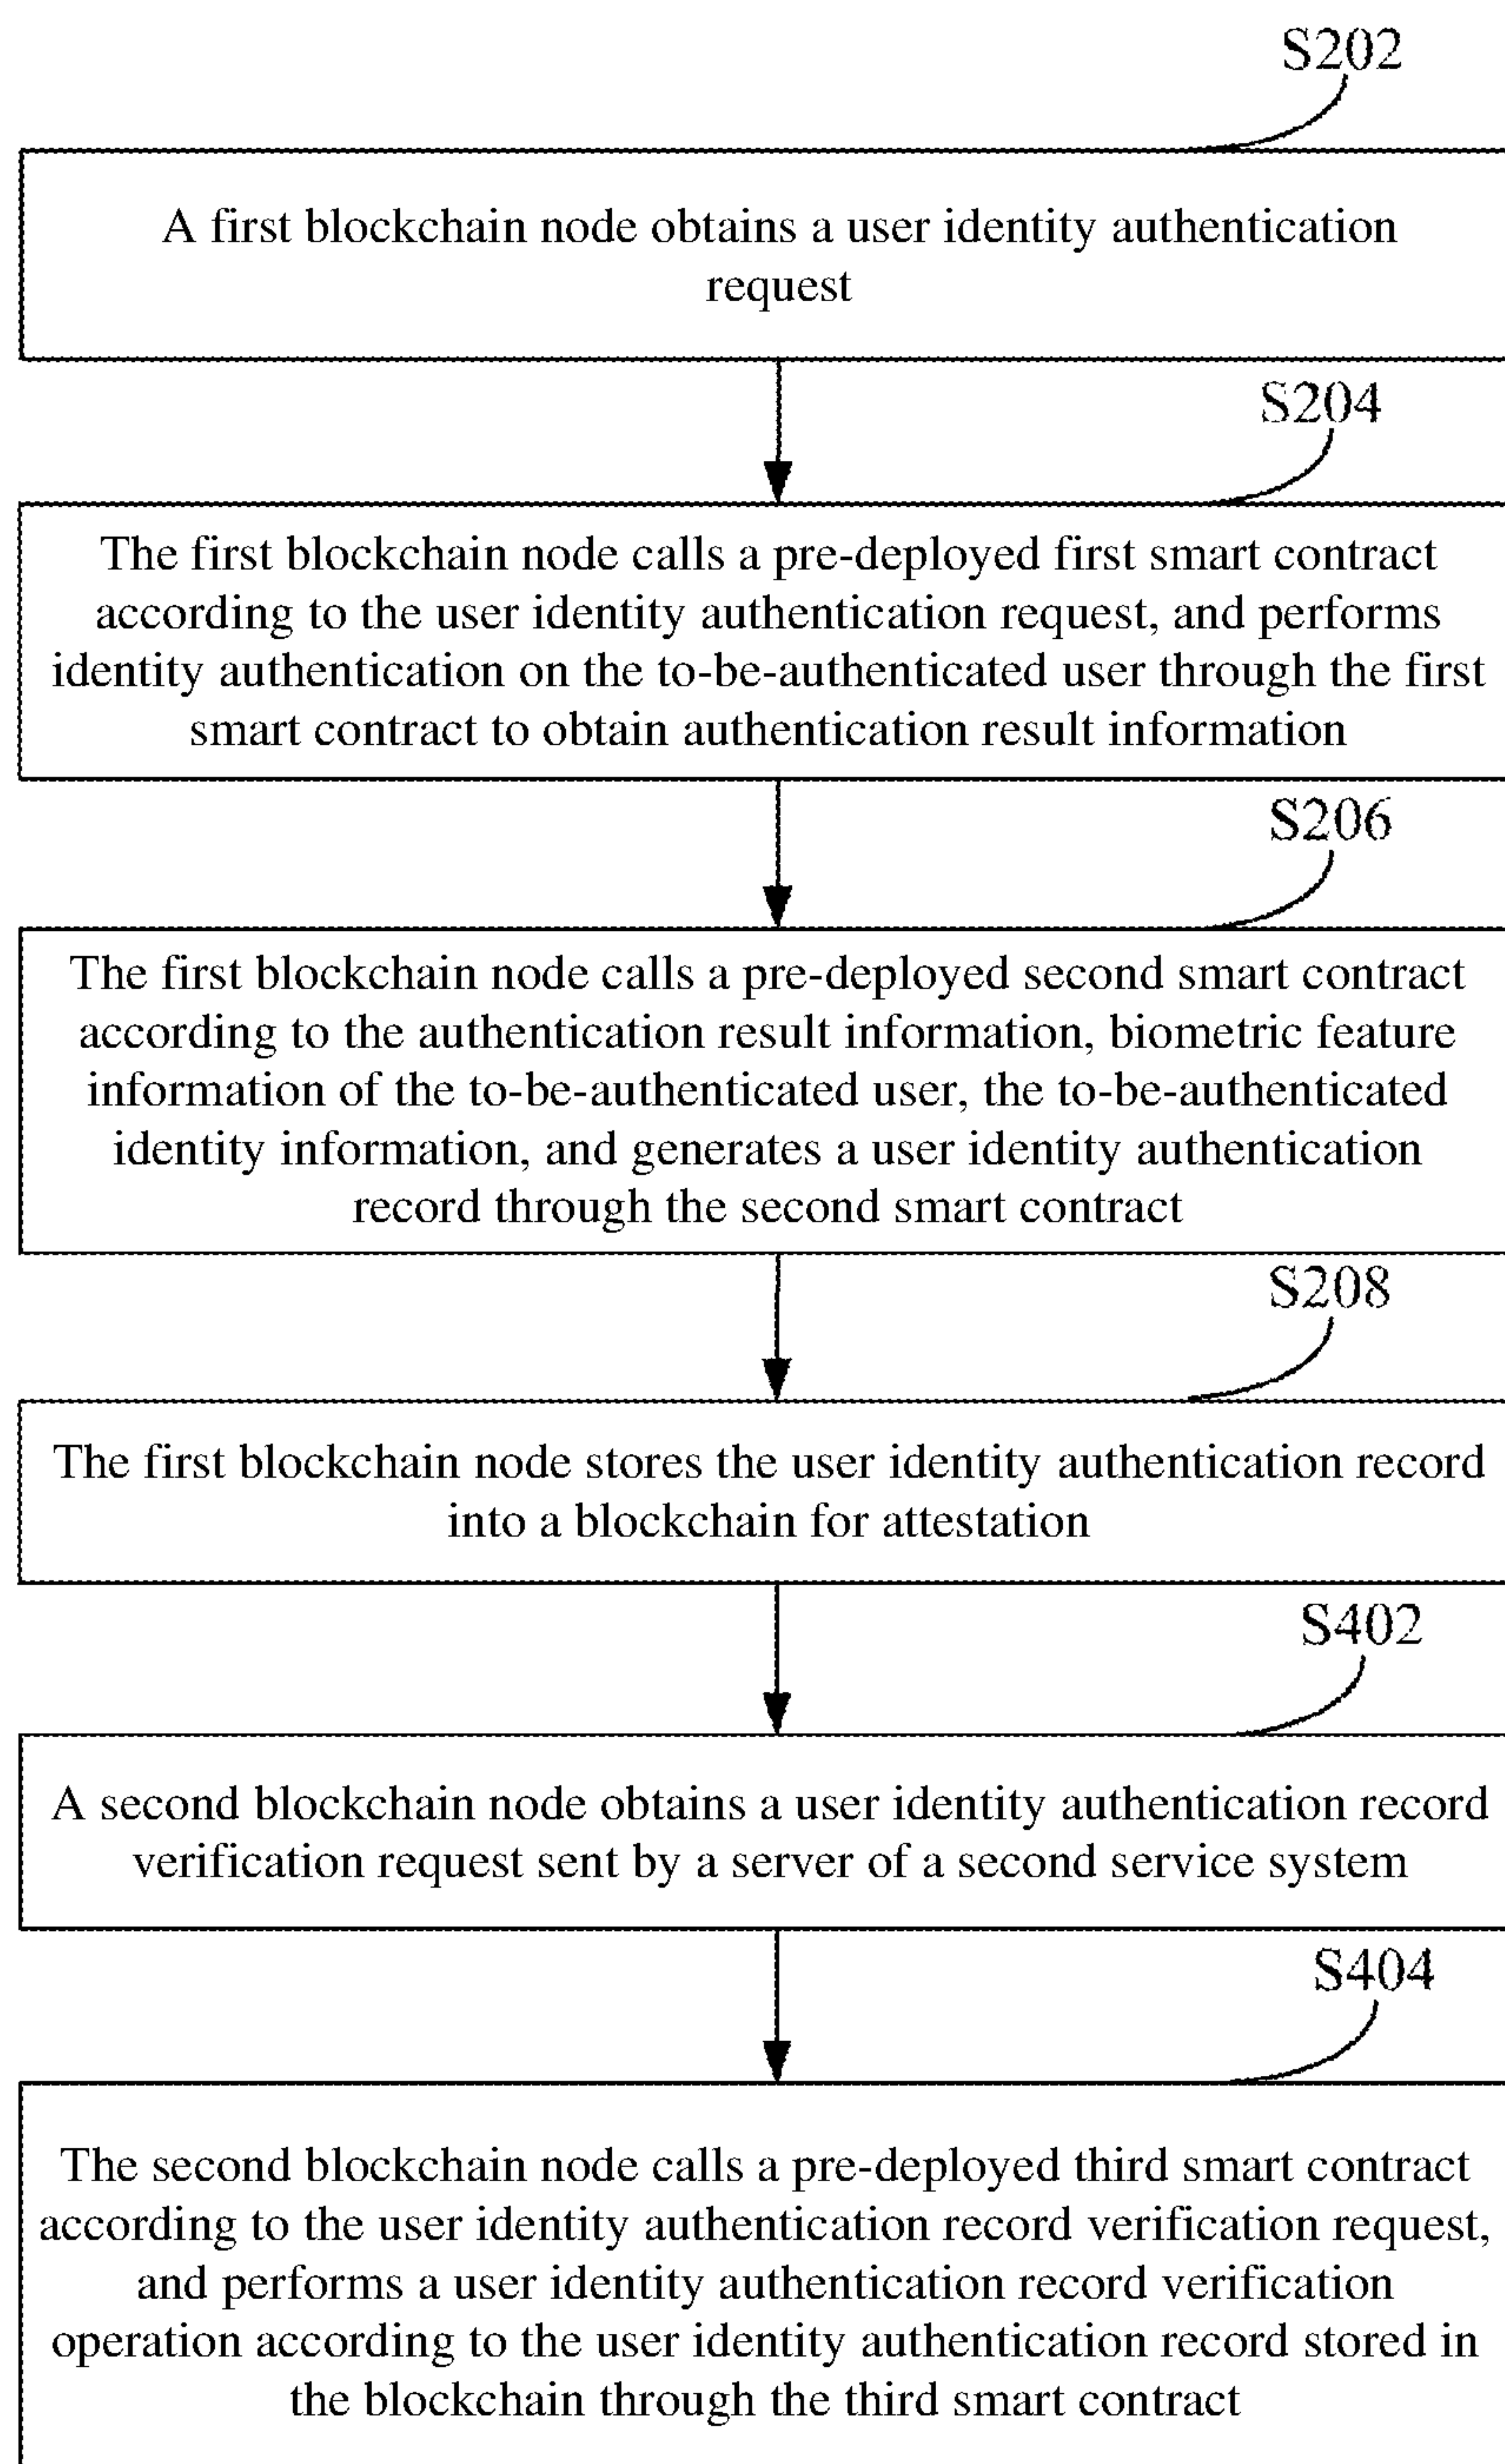 S202
A first blockchain node obtains a user identity authentication
request
S204
The first blockchain node calls a pre-deployed first smart contract
according to the user identity authentication request, and performs
identity authentication on the to-be-authenticated user through the first
smart contract to obtain authentication result information
S206
The first blockchain node calls a pre-deployed second smart contract
according to the authentication result information, biometric feature
information of the to-be-authenticated user, the to-be-authenticated
identity information, and generates a user identity authentication
record through the second smart contract
S208
The first blockchain node stores the user identity authentication record
into a blockchain for attestation
S402
A second blockchain node obtains a user identity authentication record
verification request sent by a server of a second service system
S404
The second blockchain node calls a pre-deployed third smart contract
according to the user identity authentication record verification request,
and performs a user identity authentication record verification
operation according to the user identity authentication record stored in
the blockchain through the third smart contract